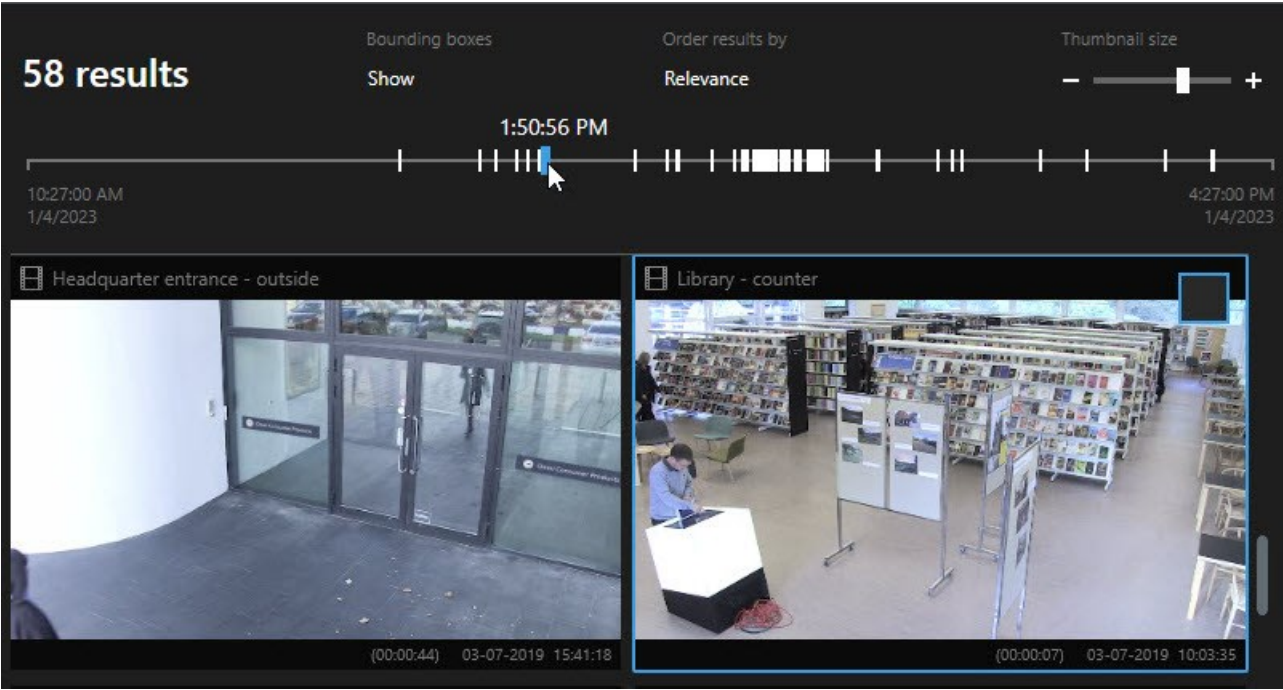 58 results
Bounding boxes
Show
Order results by
Relevance
Thumbnail size
1:50:56 PM
10:27:00 AM
1/4/2023
4:27:00 PM
1/4/2023
Headquarter entrance - outside
Library - counter
(00:00:44) 03-07-2019 15:41:18
(00:00:07) 03-07-2019 10:03:35